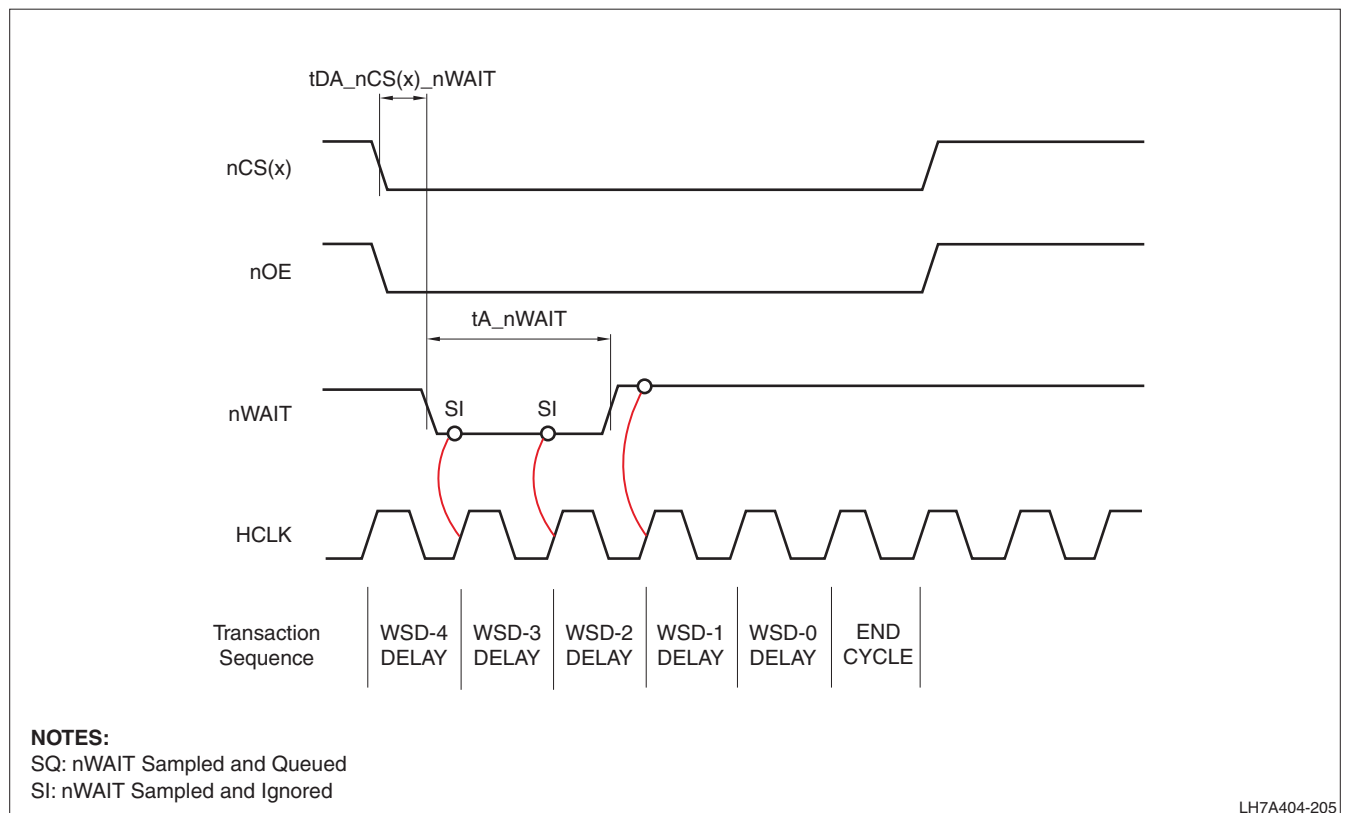 tDA_nCS(x)_nWAIT
nCS(x)
nOE
tA_nWAIT
nWAIT
SI
SI
HCLK
Transaction
Sequence
WSD-4
DELAY
WSD-3
DELAY
WSD-2
DELAY
WSD-1
DELAY
WSD-0
DELAY
END
CYCLE
NOTES:
SQ: nWAIT Sampled and Queued
SI: nWAIT Sampled and Ignored
LH7A404-205